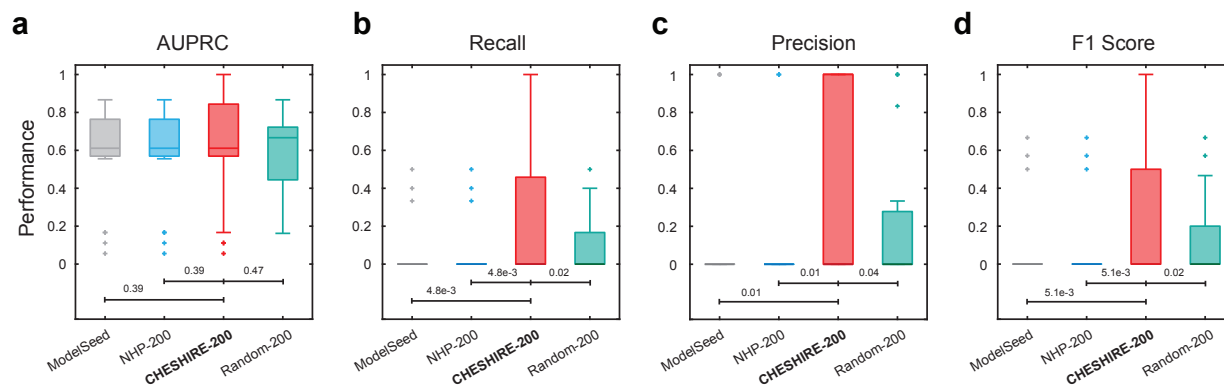 a
AUPRC
b
Recall
c
Precision
d
F1 Score
Performance
1
0.8
0.6
0.4
0.2
0
0.39
0.47
0.39
ModelSeed
NHP-200
CHESHIRE-200
Random-200
1
0.8
0.6
0.4
0.2
0
4.8e-3
0.02
4.8e-3
ModelSeed
NHP-200
CHESHIRE-200
Random-200
1
0.8
0.6
0.4
0.2
0
0.01
0.04
0.01
ModelSeed
NHP-200
CHESHIRE-200
Random-200
1
0.8
0.6
0.4
0.2
0
5.1e-3
0.02
5.1e-3
ModelSeed
NHP-200
CHESHIRE-200
Random-200